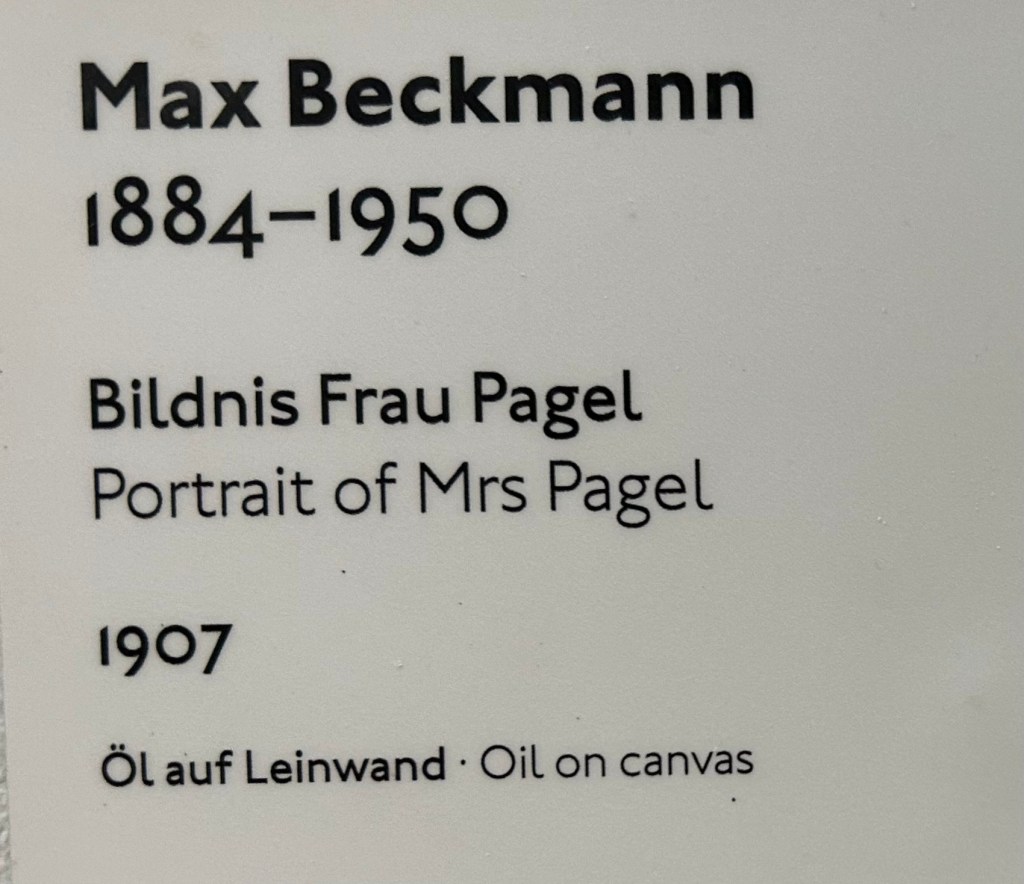 Max Beckmann
1884–1950
Bildnis Frau Pagel
Portrait of Mrs Pagel
1907
Öl auf Leinwand · Oil on canvas